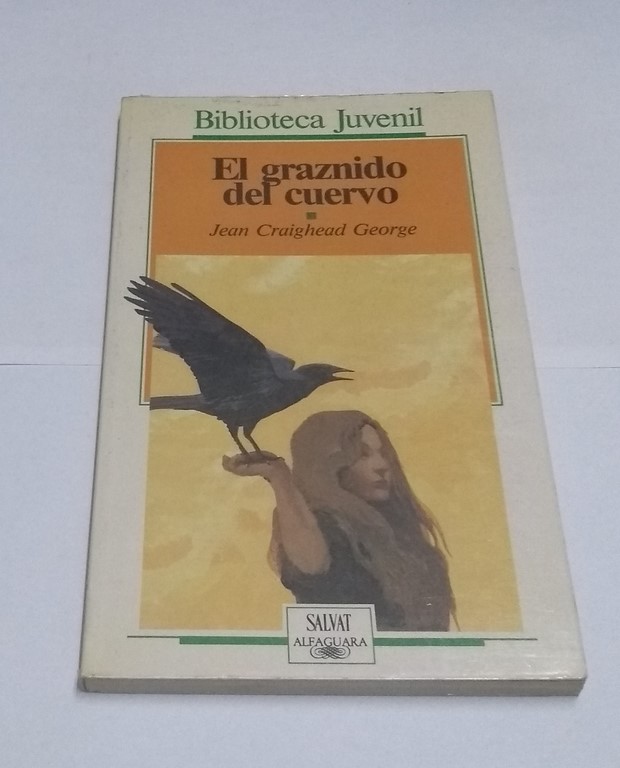 Biblioteca Juvenil
El graznido
del cuervo
Jean Craighead George
SALVAT
ALFAGUARA